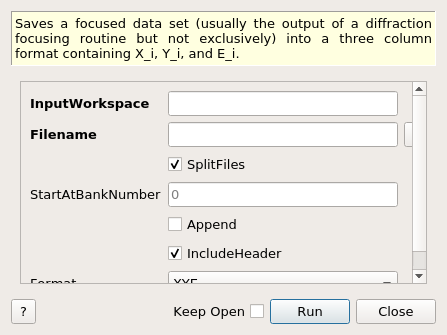 Saves a focused data set (usually the output of a diffraction
focusing routine but not exclusively) into a three column
format containing X_i, Y_i, and E_i.
InputWorkspace
Filename
SplitFiles
StartAtBankNumber 0
Append
IncludeHeader
Format XYE
? Keep Open Run Close